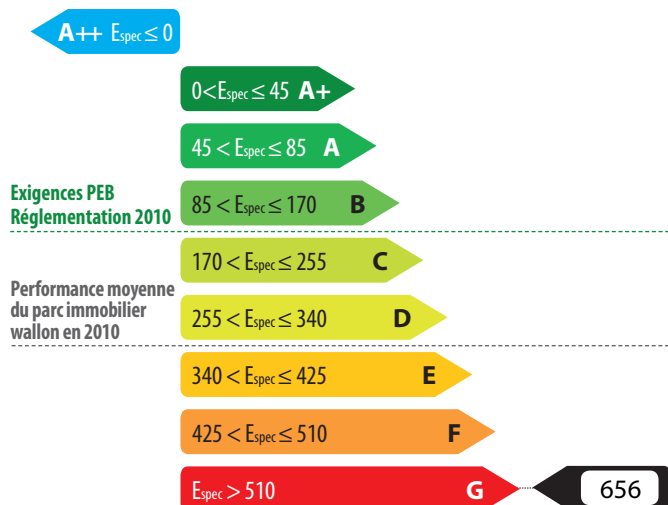 A++ Espec ≤ 0
0<Espec ≤ 45 A+
45 < Espec ≤ 85 A
Exigences PEB
Réglementation 2010
85 < Espec ≤ 170 B
170 < Espec ≤ 255 C
Performance moyenne
du parc immobilier
wallon en 2010
255 < Espec ≤ 340 D
340 < Espec ≤ 425 E
425 < Espec ≤ 510 F
Espec > 510 G 656